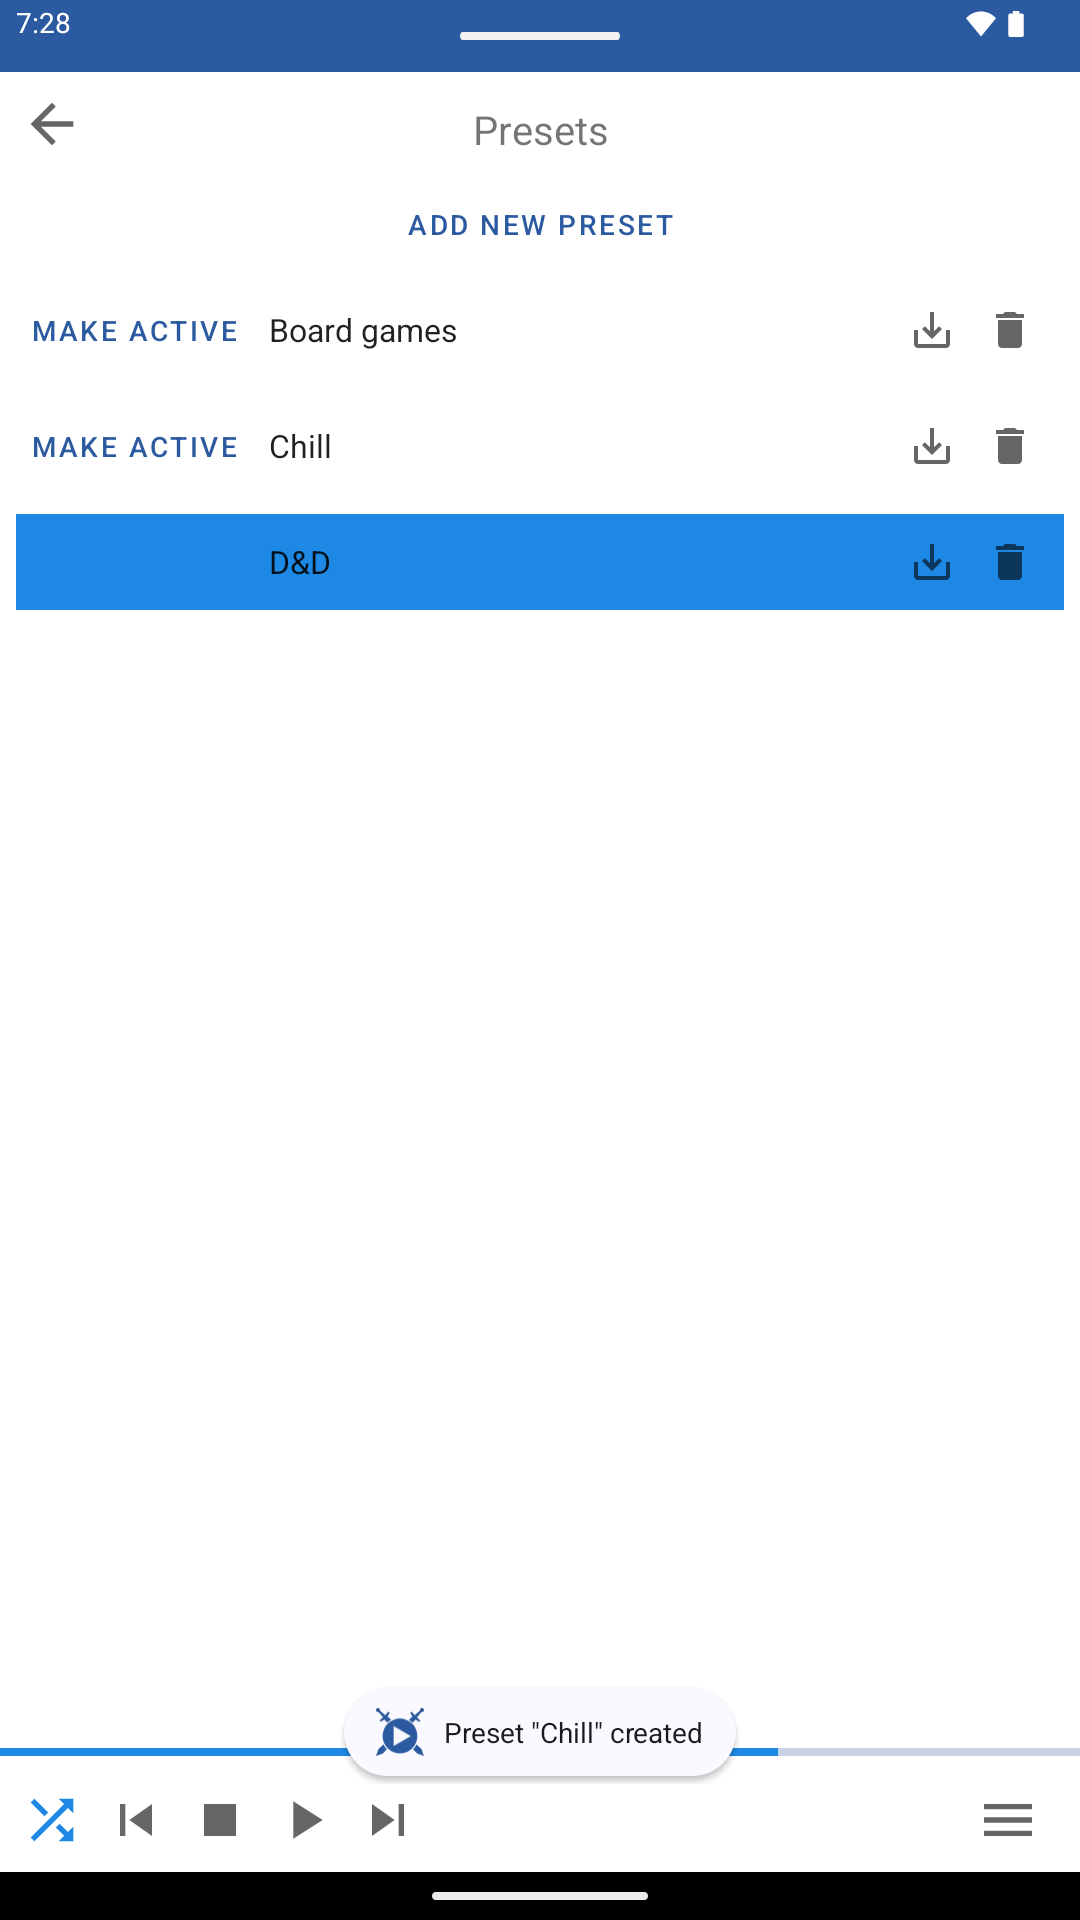 7:28
Presets
ADD NEW PRESET
MAKE ACTIVE Board games
MAKE ACTIVE Chill
D&D
Preset "Chill" created